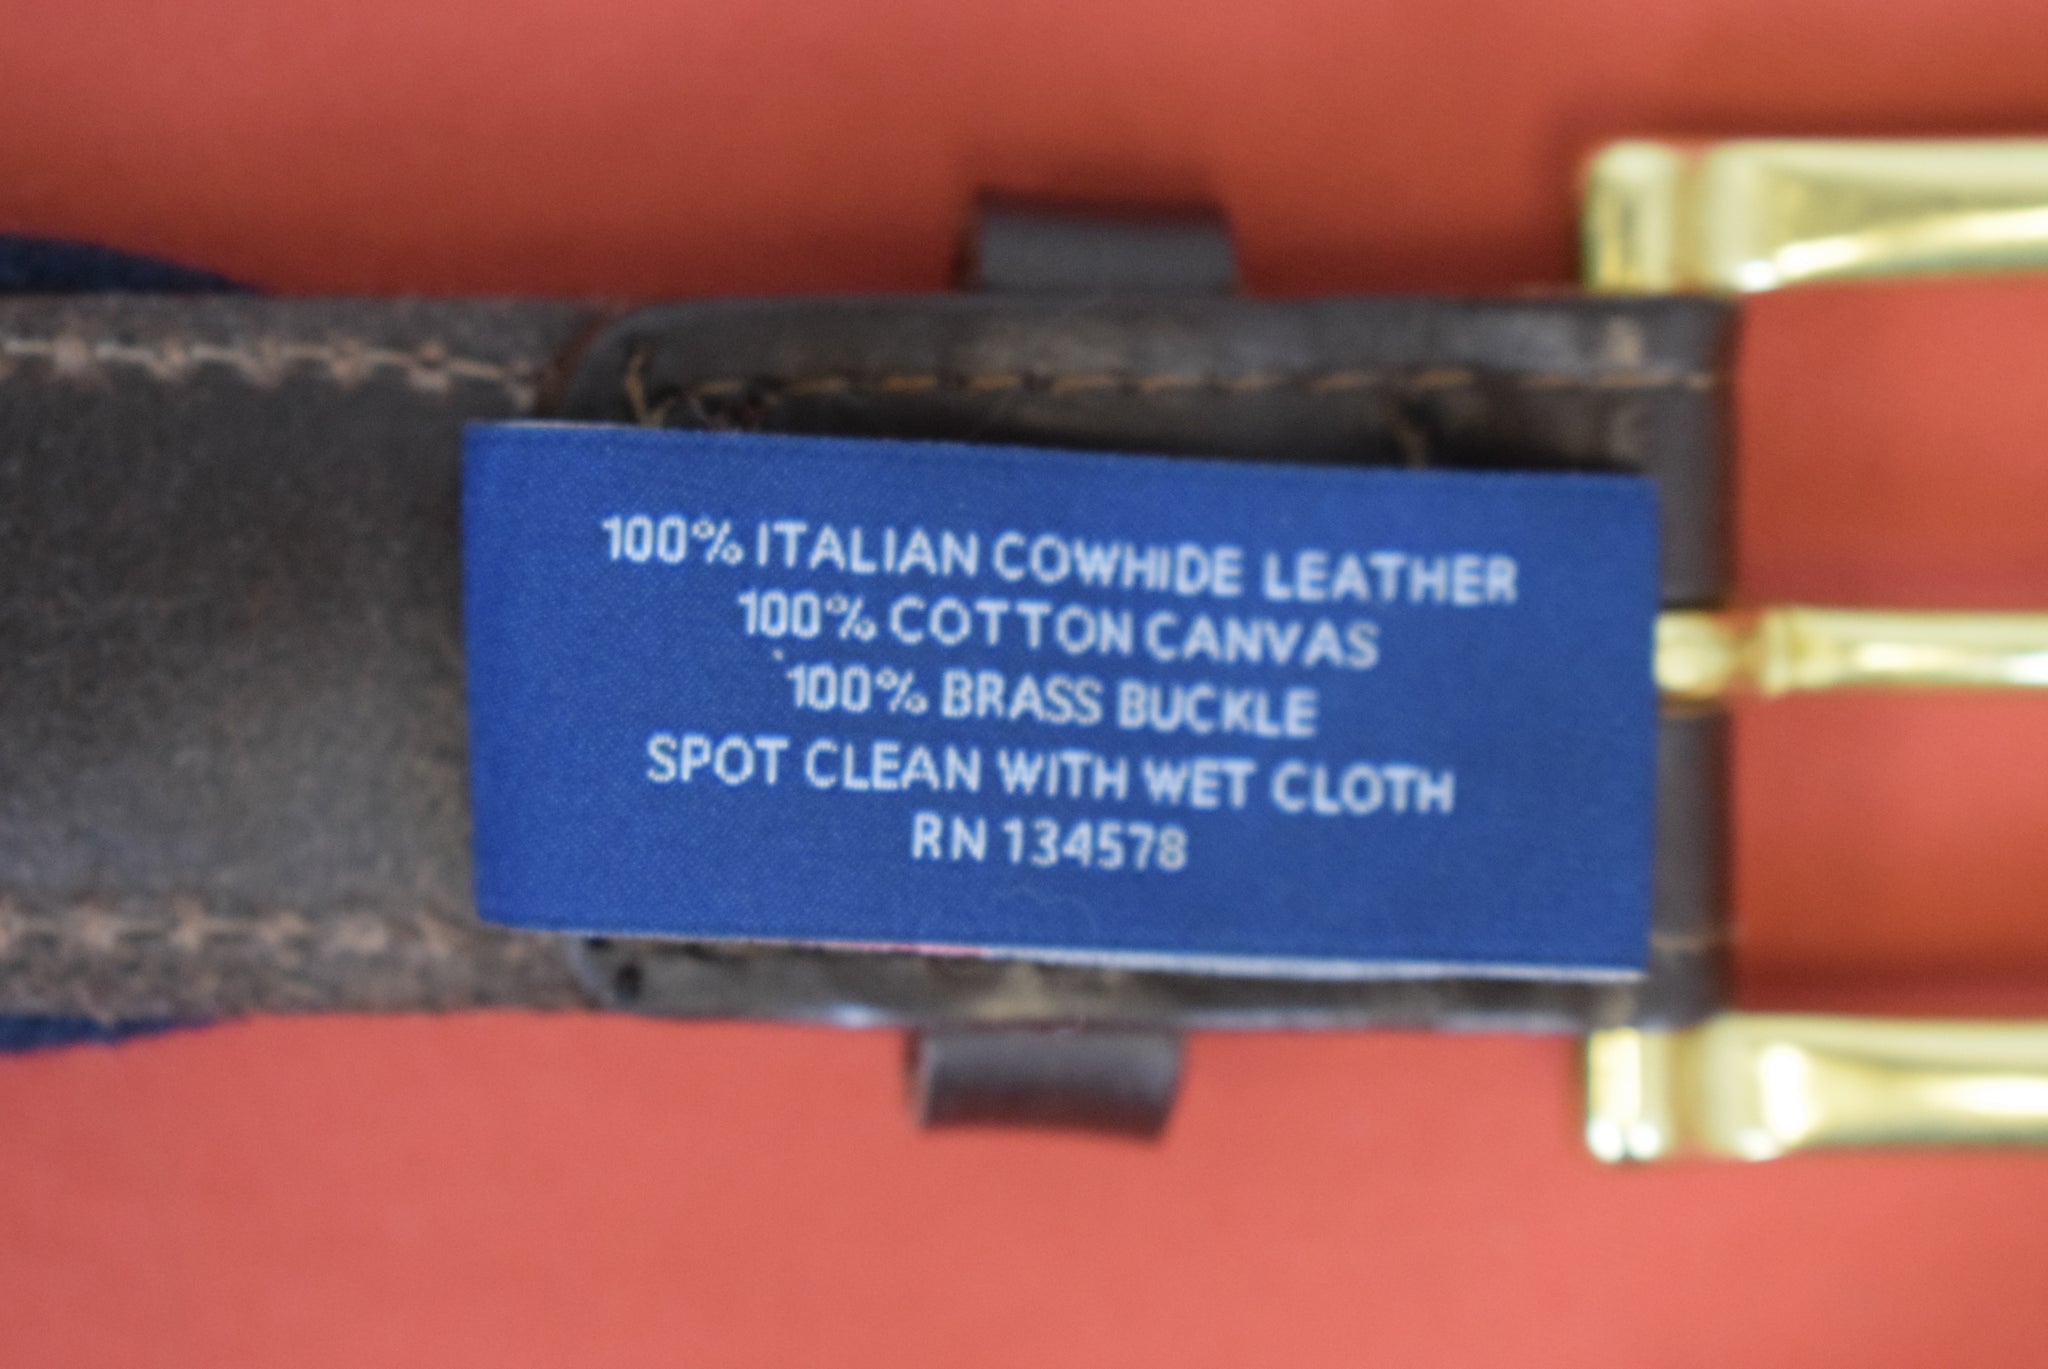 100% ITALIAN COWHIDE LEATHER
100% COTTON CANVAS
100% BRASS BUCKLE
SPOT CLEAN WITH WET CLOTH
RN 134578